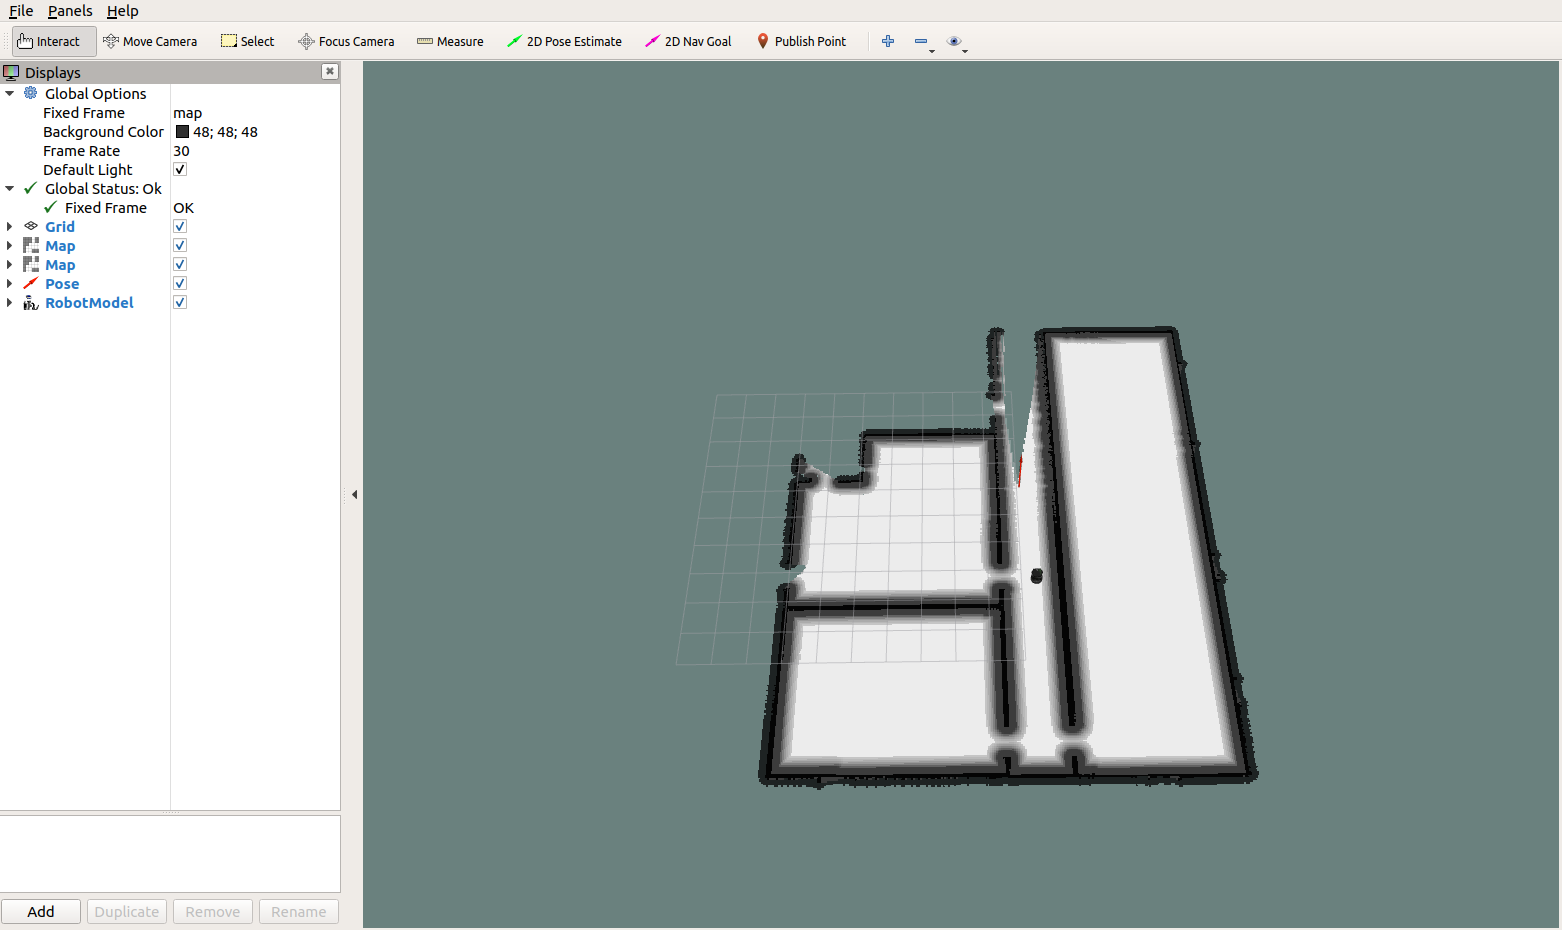 File Panels Help
Interact Move Camera Select Focus Camera Measure 2D Pose Estimate 2D Nav Goal Publish Point
Displays
Global Options
Fixed Frame map
Background Color 48; 48; 48
Frame Rate 30
Default Light
Global Status: Ok
Fixed Frame OK
Grid
Map
Map
Pose
RobotModel
Add Duplicate Remove Rename